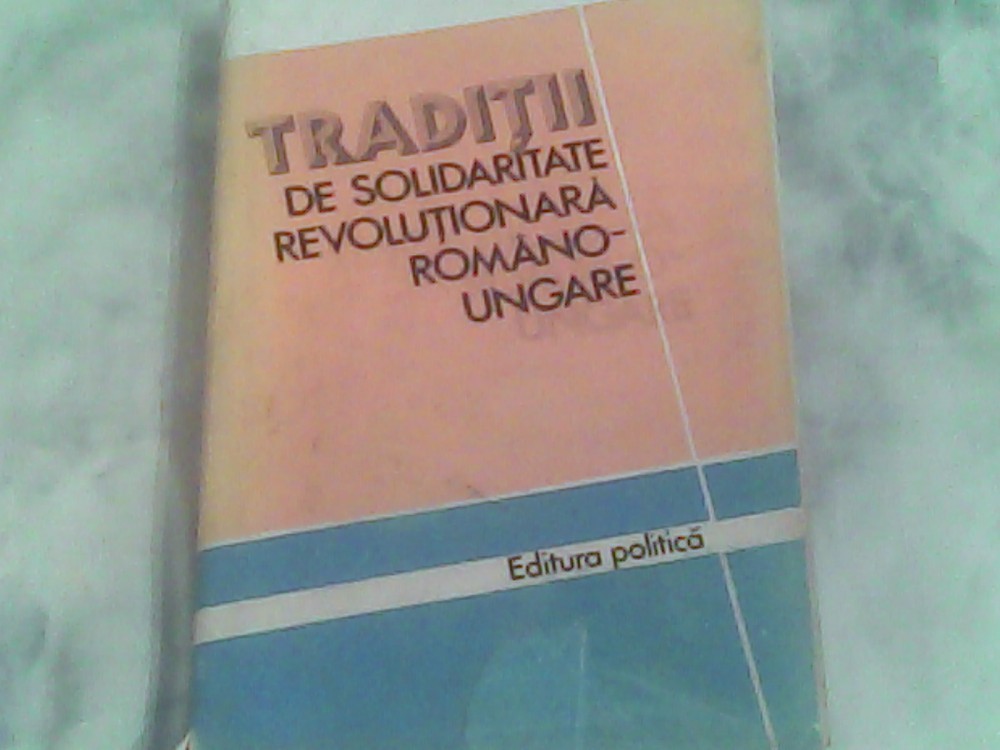 TRADIȚII
DE SOLIDARITATE
REVOLUȚIONARĂ
ROMÂNO-
UNGARE
Editura politică